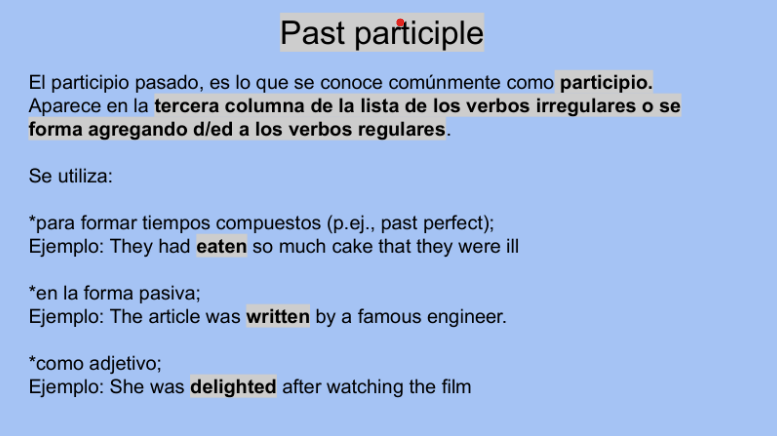 Past participle
El participio pasado, es lo que se conoce comúnmente como participio.
Aparece en la tercera columna de la lista de los verbos irregulares o se
forma agregando d/ed a los verbos regulares.
Se utiliza:
*para formar tiempos compuestos (p.ej., past perfect);
Ejemplo: They had eaten so much cake that they were ill
*en la forma pasiva;
Ejemplo: The article was written by a famous engineer.
*como adjetivo;
Ejemplo: She was delighted after watching the film